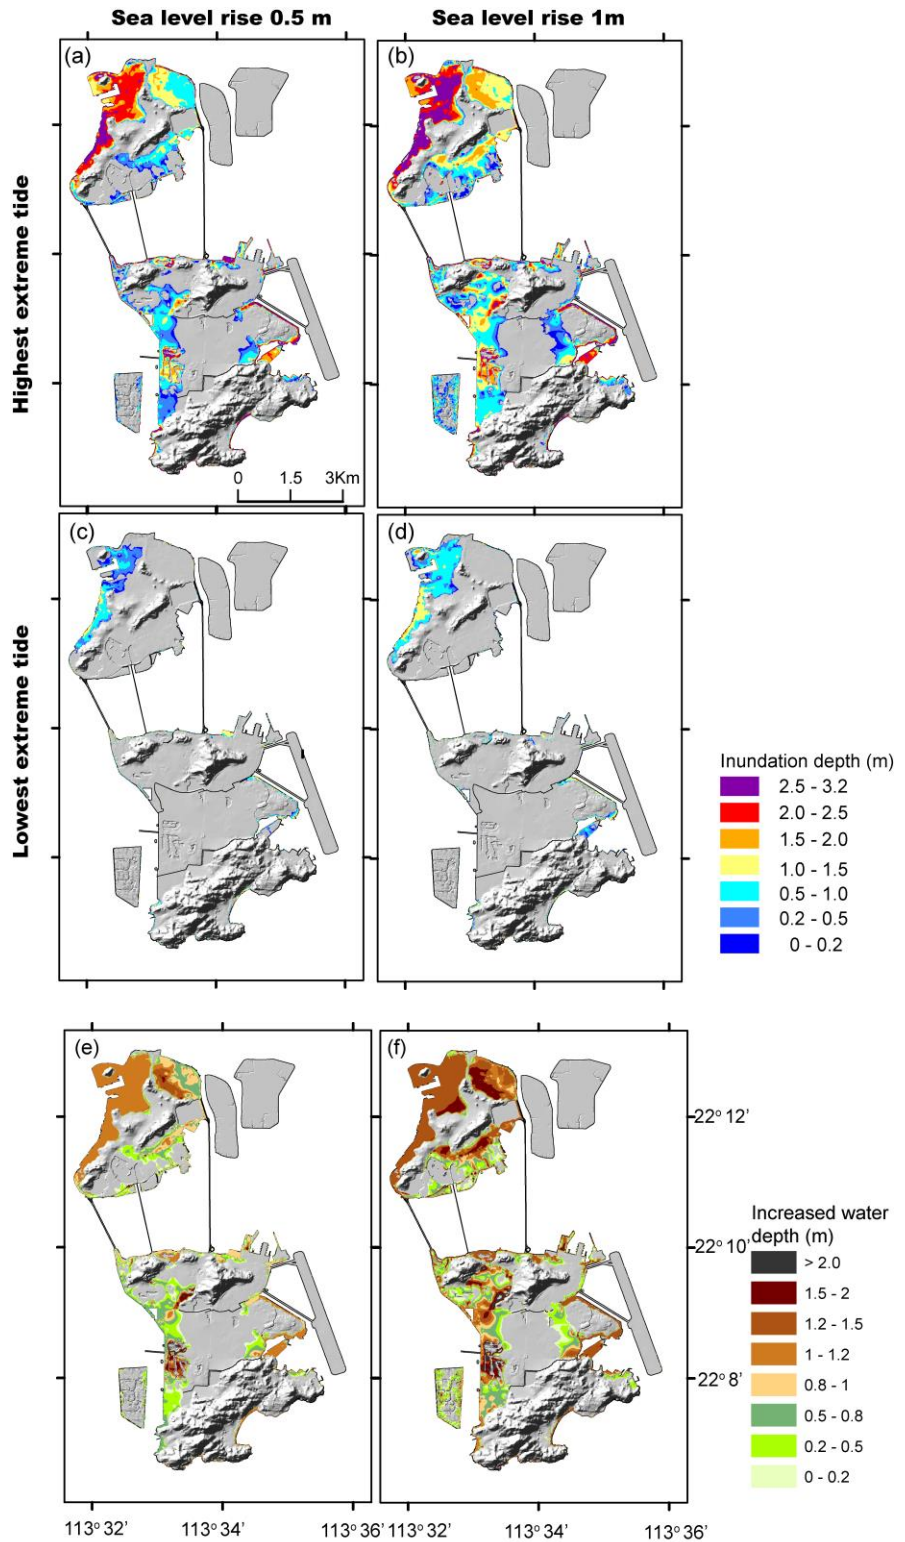 Sea level rise 0.5 m
Sea level rise 1m
(a)
(b)
Highest extreme tide
0 1.5 3Km
(c)
(d)
Lowest extreme tide
Inundation depth (m)
2.5 - 3.2
2.0 - 2.5
1.5 - 2.0
1.0 - 1.5
0.5 - 1.0
0.2 - 0.5
0 - 0.2
(e)
(f)
22° 12'
22° 10'
22° 8'
Increased water
depth (m)
> 2.0
1.5 - 2
1.2 - 1.5
1 - 1.2
0.8 - 1
0.5 - 0.8
0.2 - 0.5
0 - 0.2
113° 32' 113° 34' 113° 36' 113° 32' 113° 34' 113° 36'